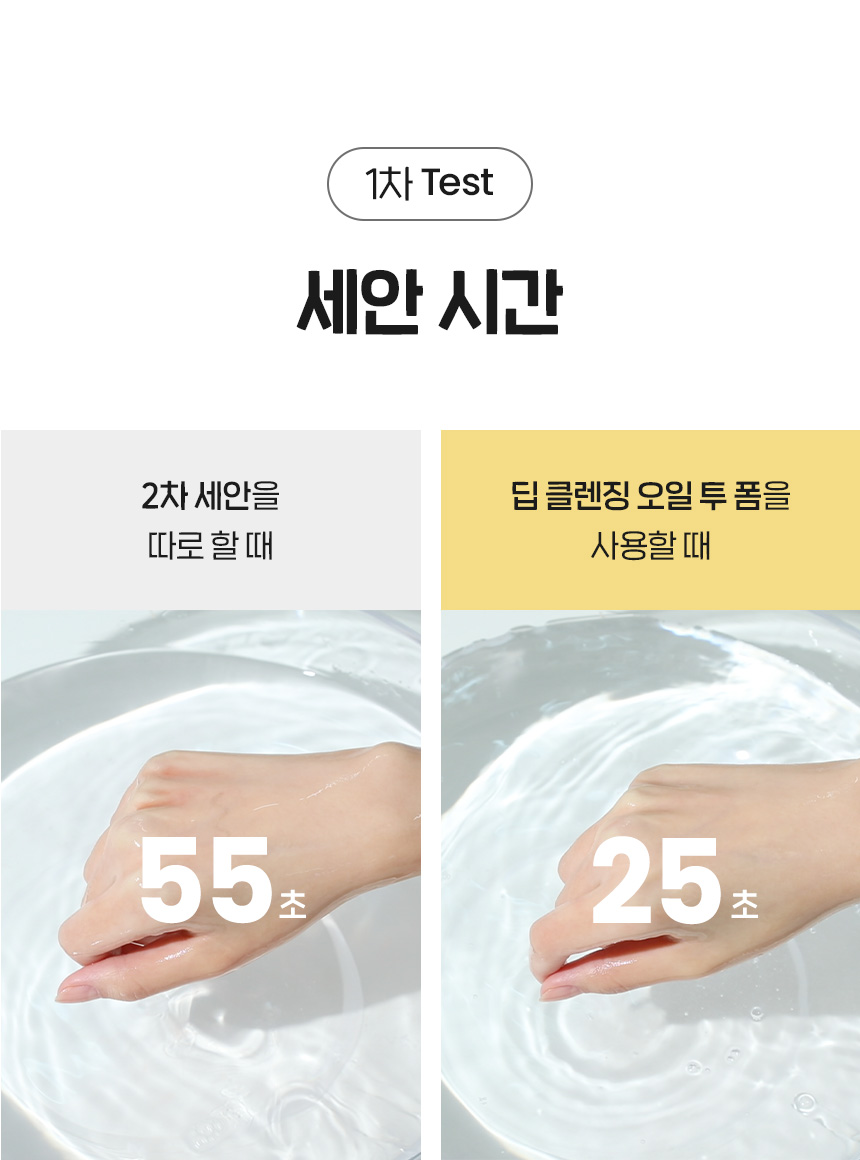 1차 Test
세안 시간
2차 세안을
따로 할 때
딥 클렌징 오일 투 폼을
사용할 때
55초
25초